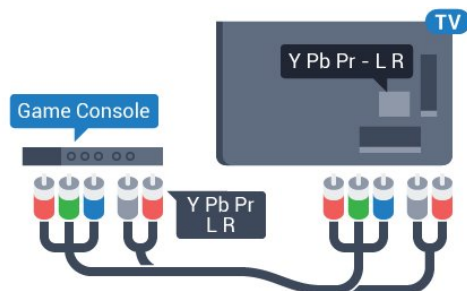 TV
Y Pb Pr - L R
Game Console
Y Pb Pr
L R